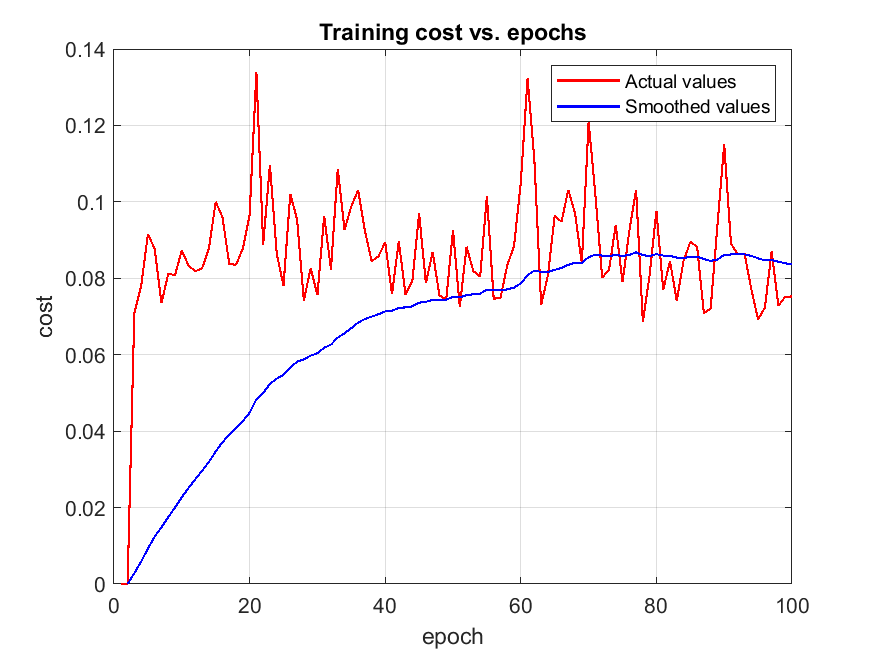 Training cost vs. epochs
0.14
0.12
0.1
0.08
0.06
0.04
0.02
0
cost
Actual values
Smoothed values
0 20 40 60 80 100
epoch